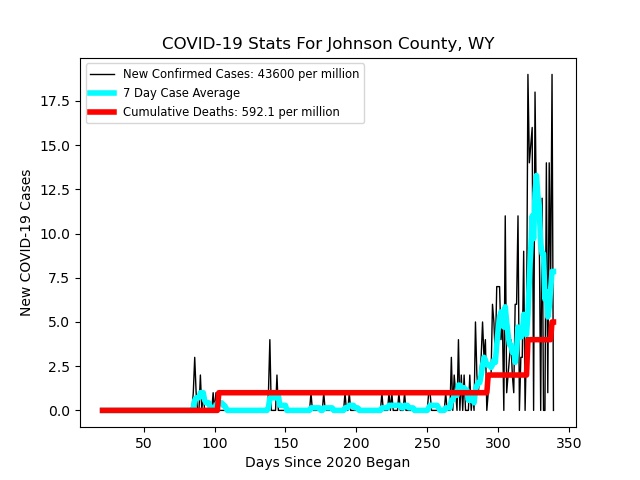 COVID-19 Stats For Johnson County, WY
New Confirmed Cases: 43600 per million
7 Day Case Average
Cumulative Deaths: 592.1 per million
New COVID-19 Cases
17.5
15.0
12.5
10.0
7.5
5.0
2.5
0.0
50 100 150 200 250 300 350
Days Since 2020 Began